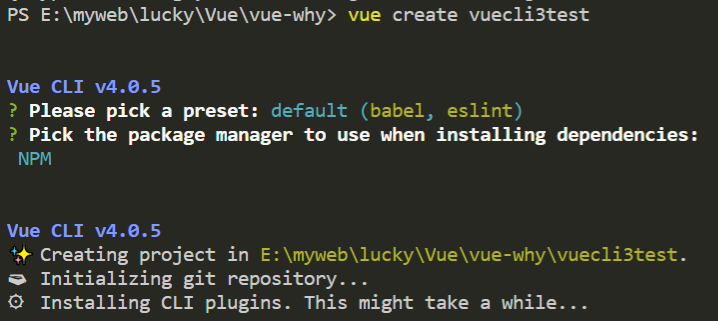 PS E:\myweb\lucky\Vue\vue-why> vue create vuecli3test
Vue CLI v4.0.5
? Please pick a preset: default (babel, eslint)
? Pick the package manager to use when installing dependencies:
NPM
Vue CLI v4.0.5
✨ Creating project in E:\myweb\lucky\Vue\vue-why\vuecli3test.
Initializing git repository...
⚙ Installing CLI plugins. This might take a while...